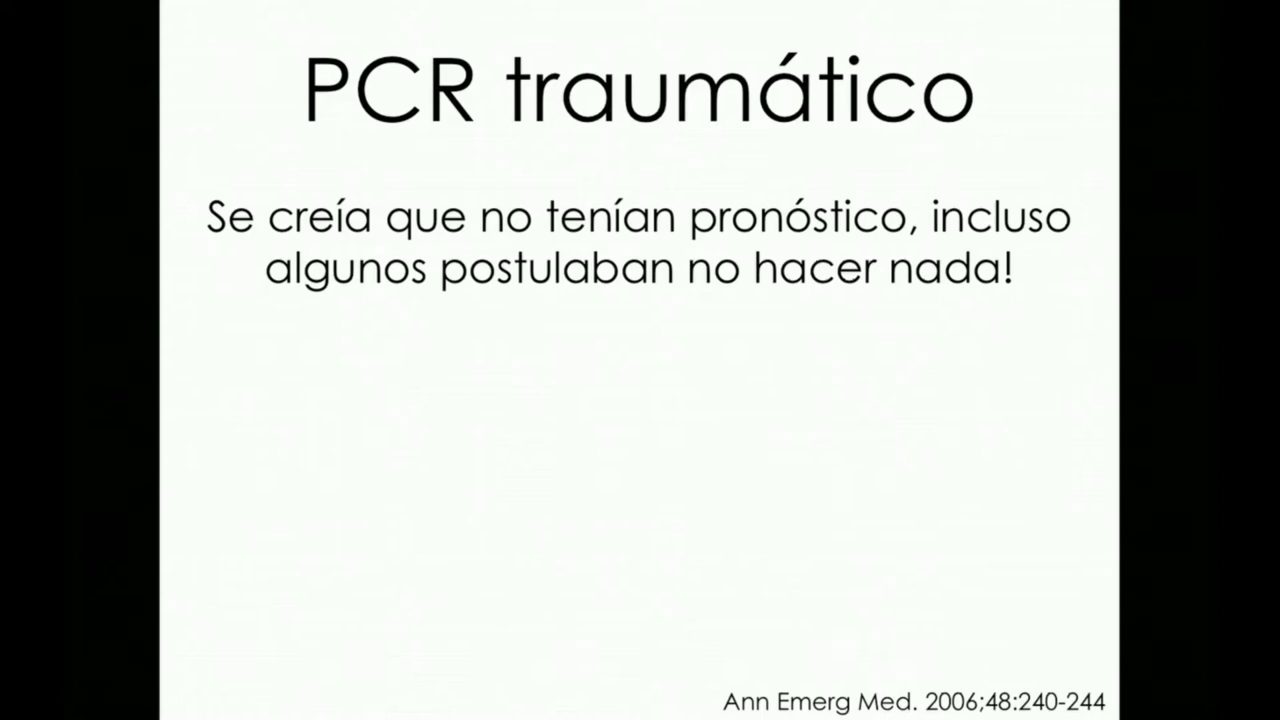 PCR traumático
Se creía que no tenían pronóstico, incluso
algunos postulaban no hacer nada!
Ann Emerg Med. 2006;48:240-244